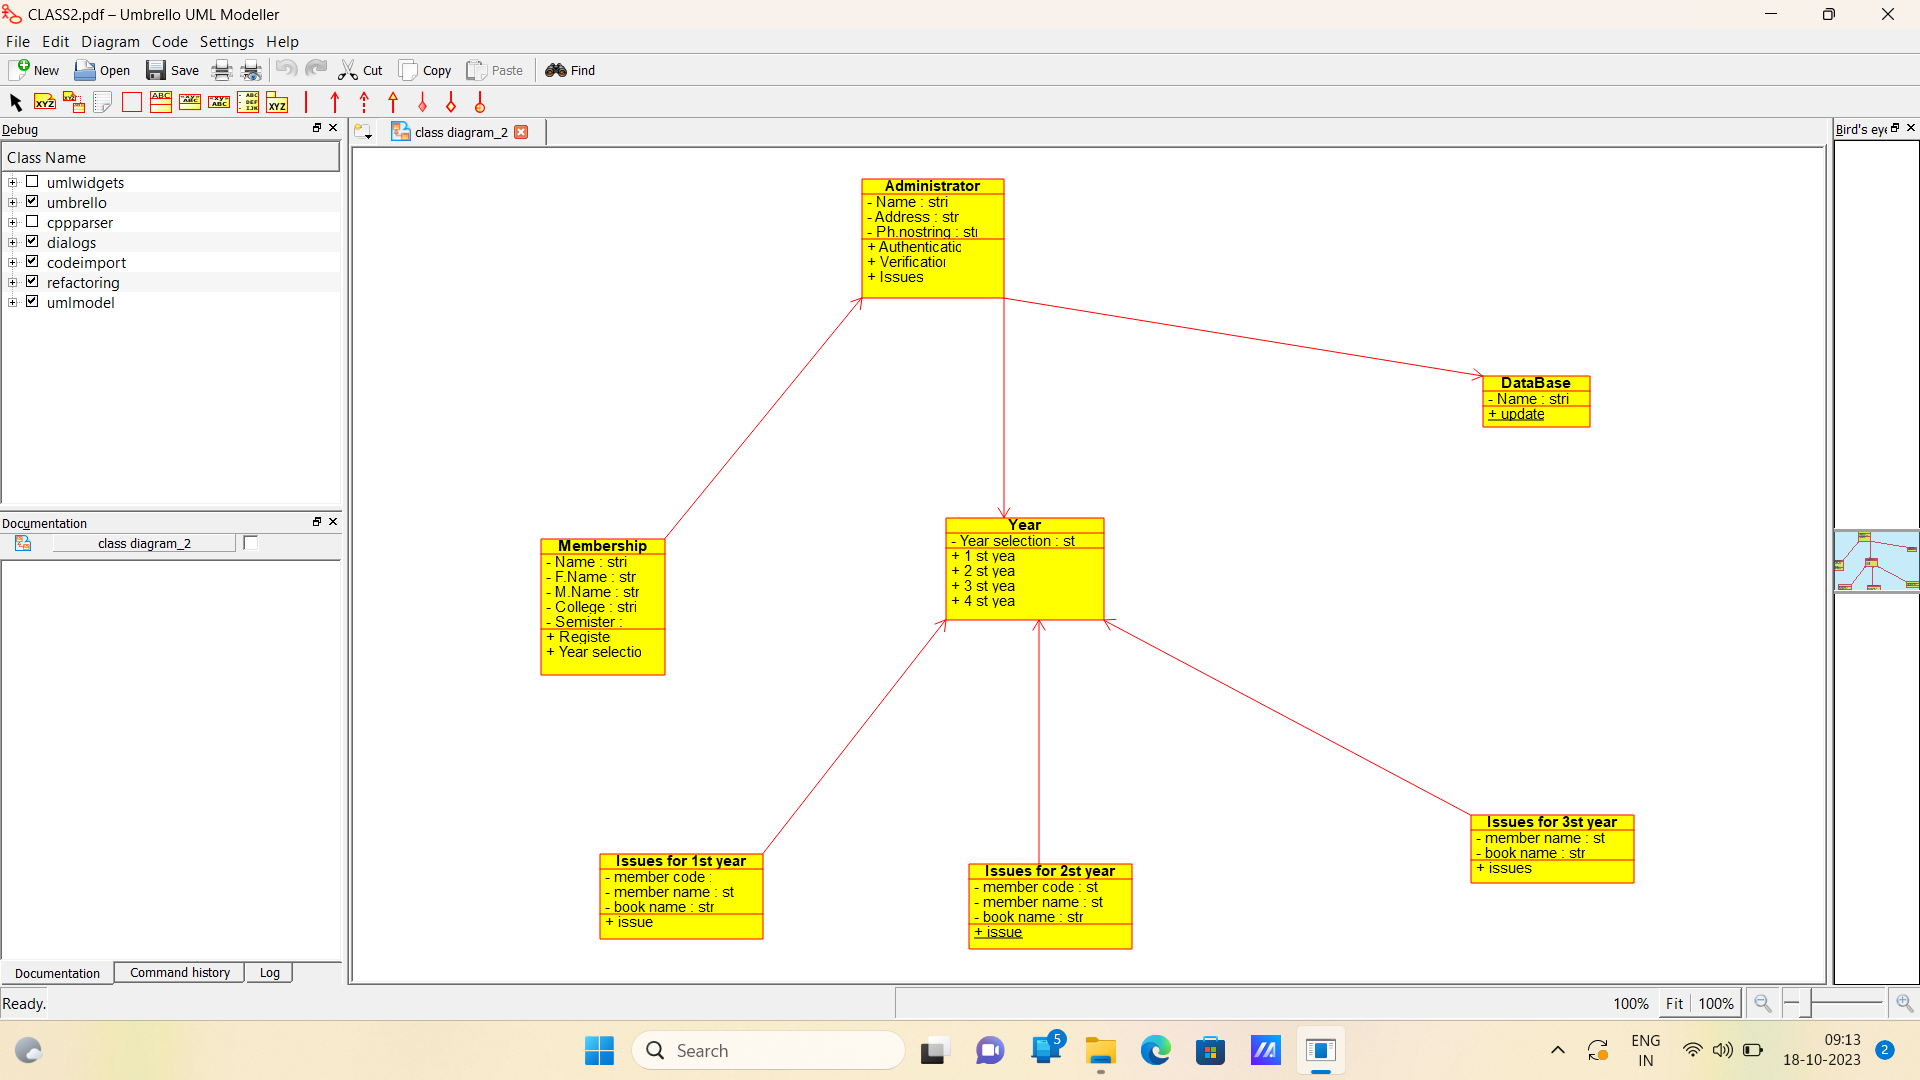 CLASS2.pdf – Umbrello UML Modeller
File Edit Diagram Code Settings Help
New Open Save Cut Copy Paste Find
Debug
Class Name
umlwidgets
umbrello
cppparser
dialogs
codeimport
refactoring
umlmodel
Documentation
class diagram_2
Documentation Command history Log
Ready.
class diagram_2
Administrator
- Name : stri
- Address : str
- Ph.nostring : stri
+ Authenticatic
+ Verification
+ Issues
DataBase
- Name : stri
+ update
Membership
- Name : stri
- F.Name : str
- M.Name : str
- College : stri
- Semister :
+ Registe
+ Year selectio
Year
- Year selection : st
+ 1 st yea
+ 2 st yea
+ 3 st yea
+ 4 st yea
Issues for 1st year
- member code :
- member name : st
- book name : str
+ issue
Issues for 2st year
- member code : st
- member name : st
- book name : str
+ issue
Issues for 3st year
- member name : st
- book name : str
+ issues
Bird's eye
100% Fit 100%
Search
5
ENG
IN
09:13
18-10-2023
2